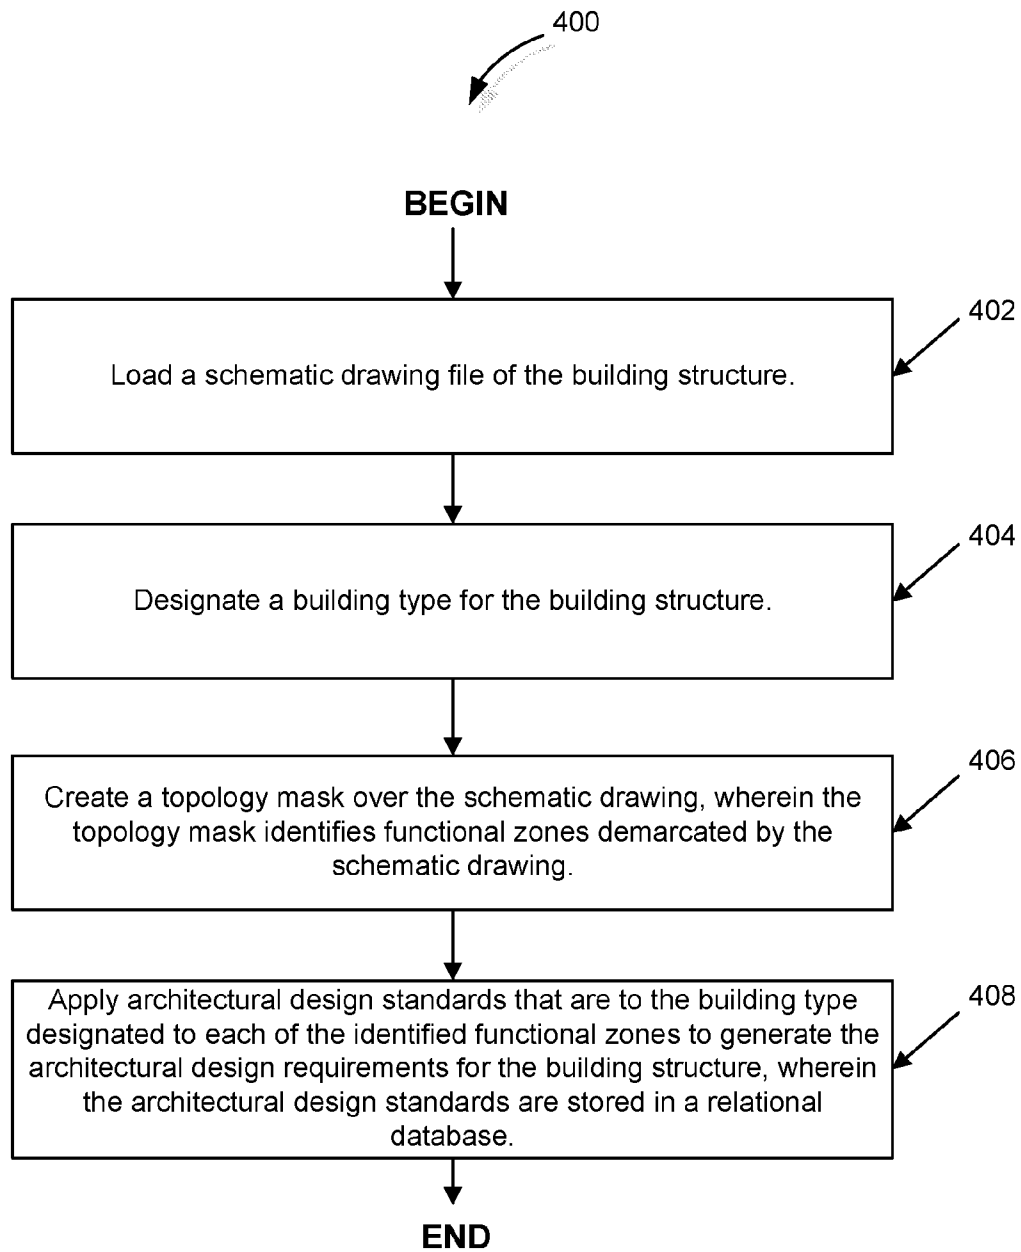 400
BEGIN
402
Load a schematic drawing file of the building structure.
404
Designate a building type for the building structure.
406
Create a topology mask over the schematic drawing, wherein the
topology mask identifies functional zones demarcated by the
schematic drawing.
408
Apply architectural design standards that are to the building type
designated to each of the identified functional zones to generate the
architectural design requirements for the building structure, wherein
the architectural design standards are stored in a relational
database.
END